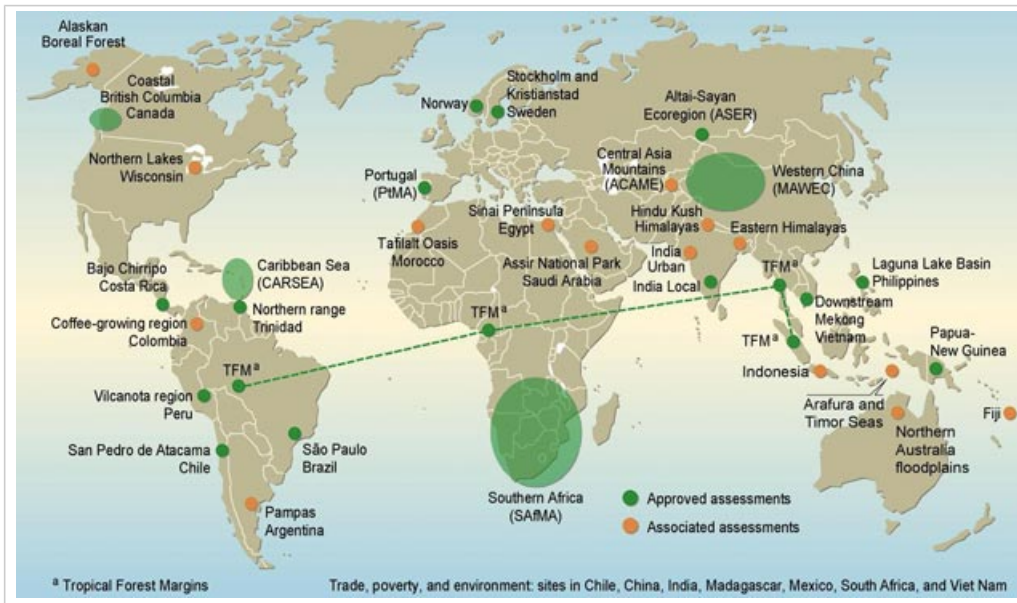 Alaskan
Boreal Forest
Coastal
British Columbia
Canada
Northern Lakes
Wisconsin
Norway
Stockholm and
Kristianstad
Sweden
Altai-Sayan
Ecoregion (ASER)
Central Asia
Mountains
(ACAME)
Western China
(MAWEC)
Portugal
(PtMA)
Tafilalt Oasis
Morocco
Sinai Peninsula
Egypt
Assir National Park
Saudi Arabia
Hindu Kush
Himalayas
Eastern Himalayas
India
Urban
India Local
Bajo Chirripo
Costa Rica
Caribbean Sea
(CARSEA)
Northern range
Trinidad
Coffee-growing region
Colombia
TFM a
TFM a
TFM a
TFM a
Laguna Lake Basin
Philippines
Downstream
Mekong
Vietnam
Papua-
New Guinea
Indonesia
Arafura and
Timor Seas
Northern
Australia
floodplains
Fiji
Vilcanota region
Peru
San Pedro de Atacama
Chile
São Paulo
Brazil
Pampas
Argentina
Southern Africa
(SAfMA)
Approved assessments
Associated assessments
a Tropical Forest Margins
Trade, poverty, and environment: sites in Chile, China, India, Madagascar, Mexico, South Africa, and Viet Nam